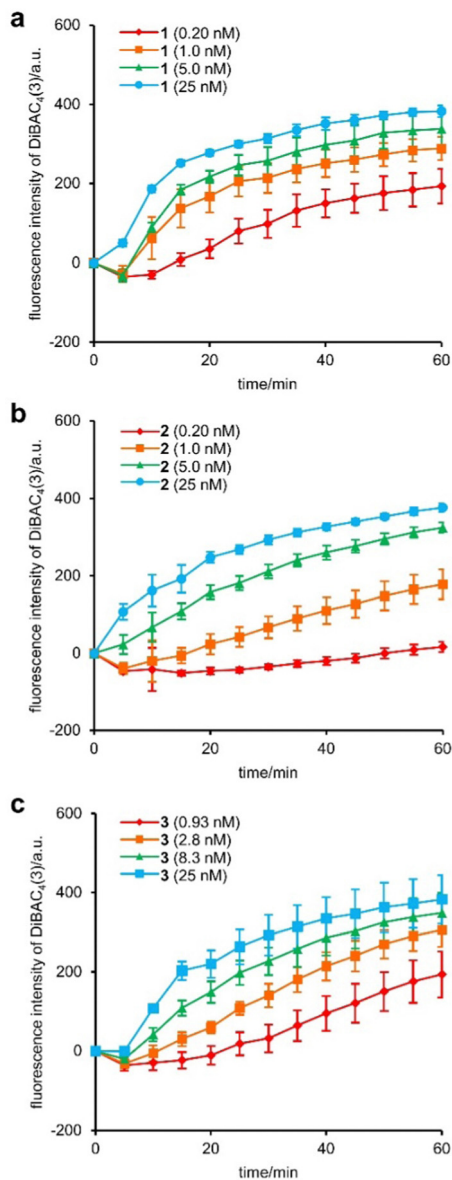 a
1 (0.20 nM)
1 (1.0 nM)
1 (5.0 nM)
1 (25 nM)
fluorescence intensity of DiBAC4(3)/a.u.
600
400
200
0
-200
0
20
40
60
time/min
b
2 (0.20 nM)
2 (1.0 nM)
2 (5.0 nM)
2 (25 nM)
fluorescence intensity of DiBAC4(3)/a.u.
600
400
200
0
-200
0
20
40
60
time/min
c
3 (0.93 nM)
3 (2.8 nM)
3 (8.3 nM)
3 (25 nM)
fluorescence intensity of DiBAC4(3)/a.u.
600
400
200
0
-200
0
20
40
60
time/min